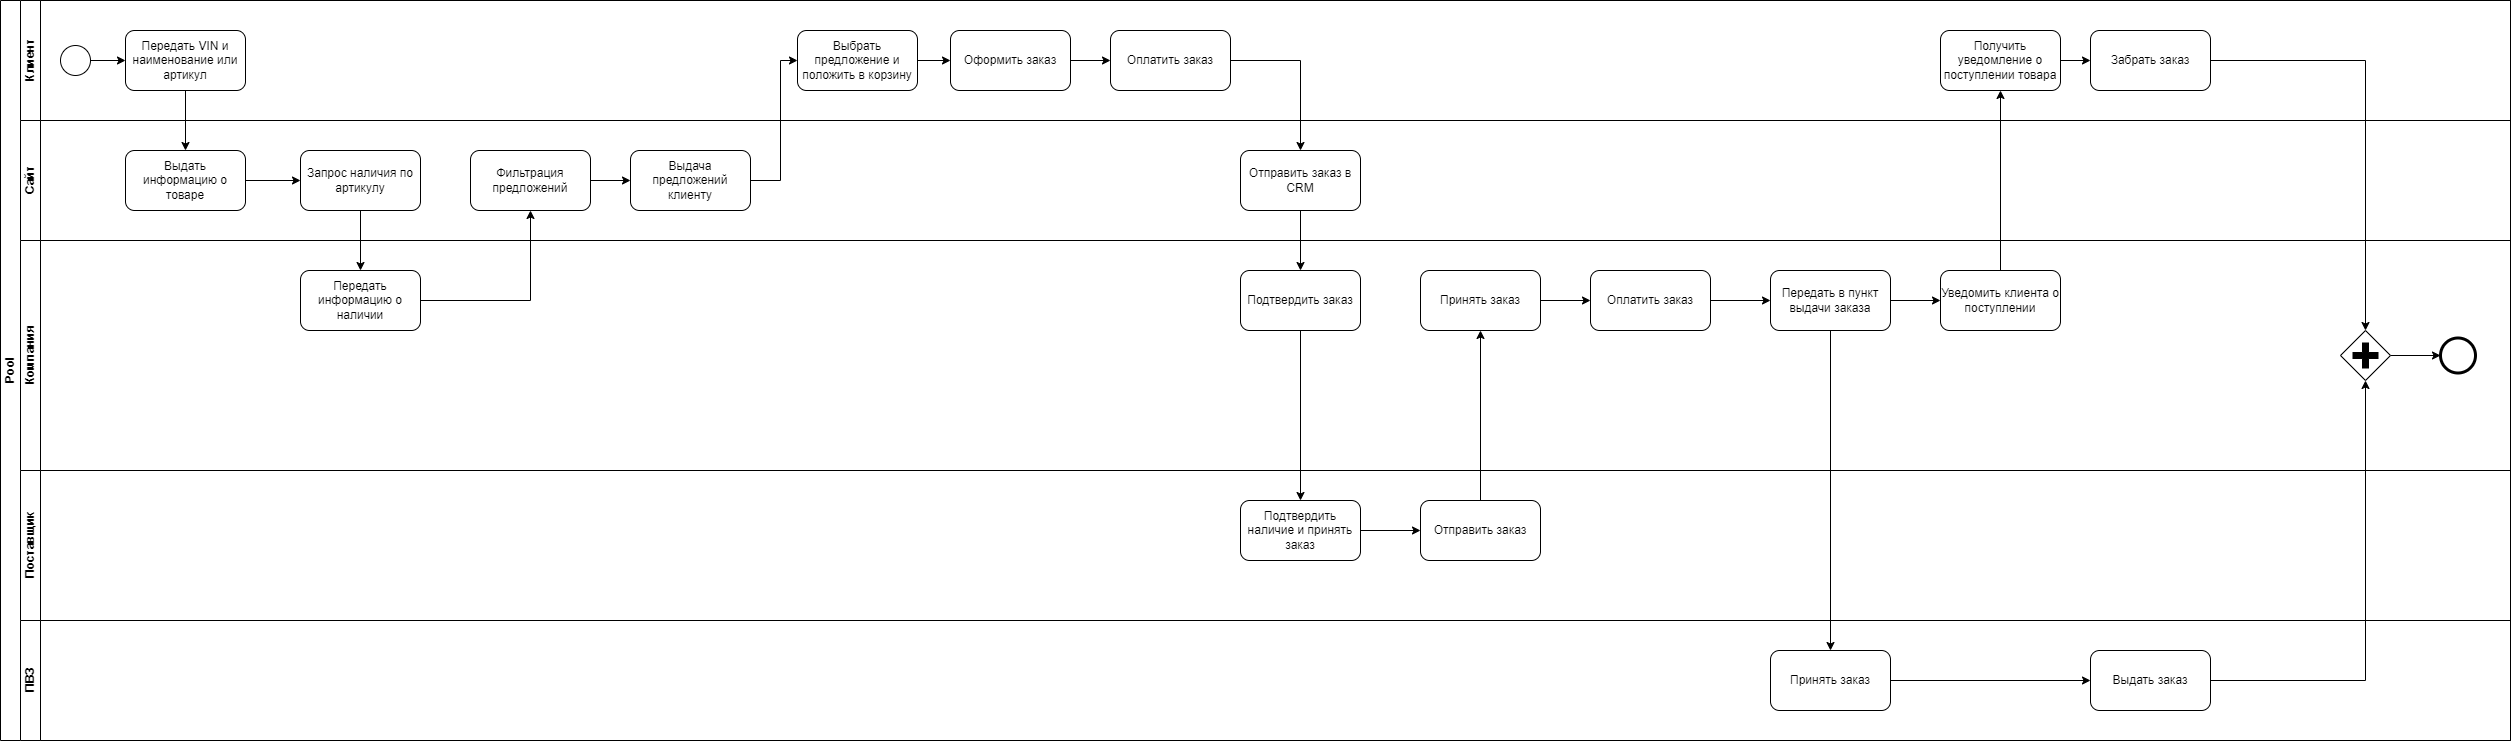 Pool
Клиент
Передать VIN и
наименование или
артикул
Выбрать
предложение и
положить в корзину
Оформить заказ
Оплатить заказ
Получить
уведомление о
поступлении товара
Забрать заказ
Сайт
Выдать
информацию о
товаре
Запрос наличия по
артикулу
Фильтрация
предложений
Выдача
предложений
клиенту
Отправить заказ в
CRM
Компания
Передать
информацию о
наличии
Подтвердить заказ
Принять заказ
Оплатить заказ
Передать в пункт
выдачи заказа
Уведомить клиента о
поступлении
Поставщик
Подтвердить
наличие и принять
заказ
Отправить заказ
ПВЗ
Принять заказ
Выдать заказ